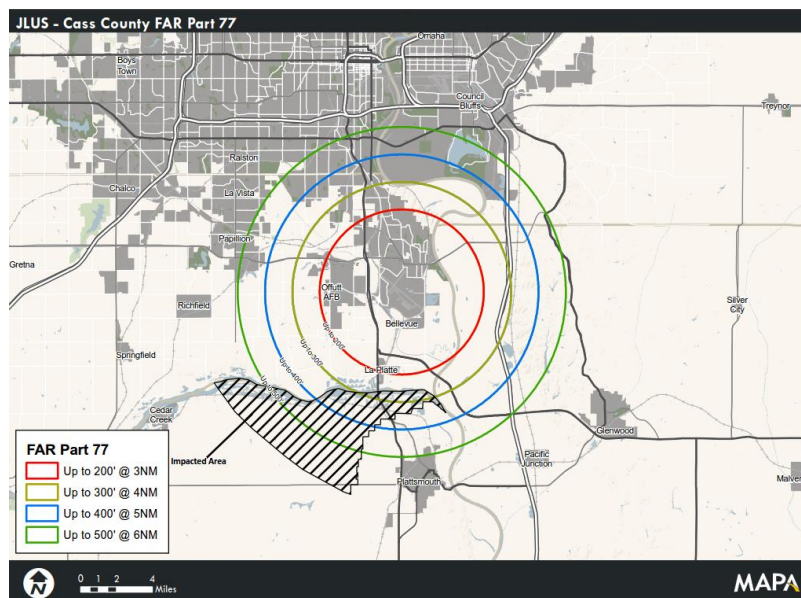 JLUS - Cass County FAR Part 77
Omaha
Boys
Town
Council
Bluffs
Treynor
Ralston
Chalco
La Vista
Papillion
Gretna
Offutt
AFB
Richfield
Silver
City
Bellevue
Up to 200'
Up to 300'
Springfield
La Platte
Up to 400'
Up to 500'
Cedar
Creek
Glenwood
Impacted Area
Pacific
Junction
Plattsmouth
Malver
FAR Part 77
Up to 200' @ 3NM
Up to 300' @ 4NM
Up to 400' @ 5NM
Up to 500' @ 6NM
N
0 1 2 4
Miles
MAPA